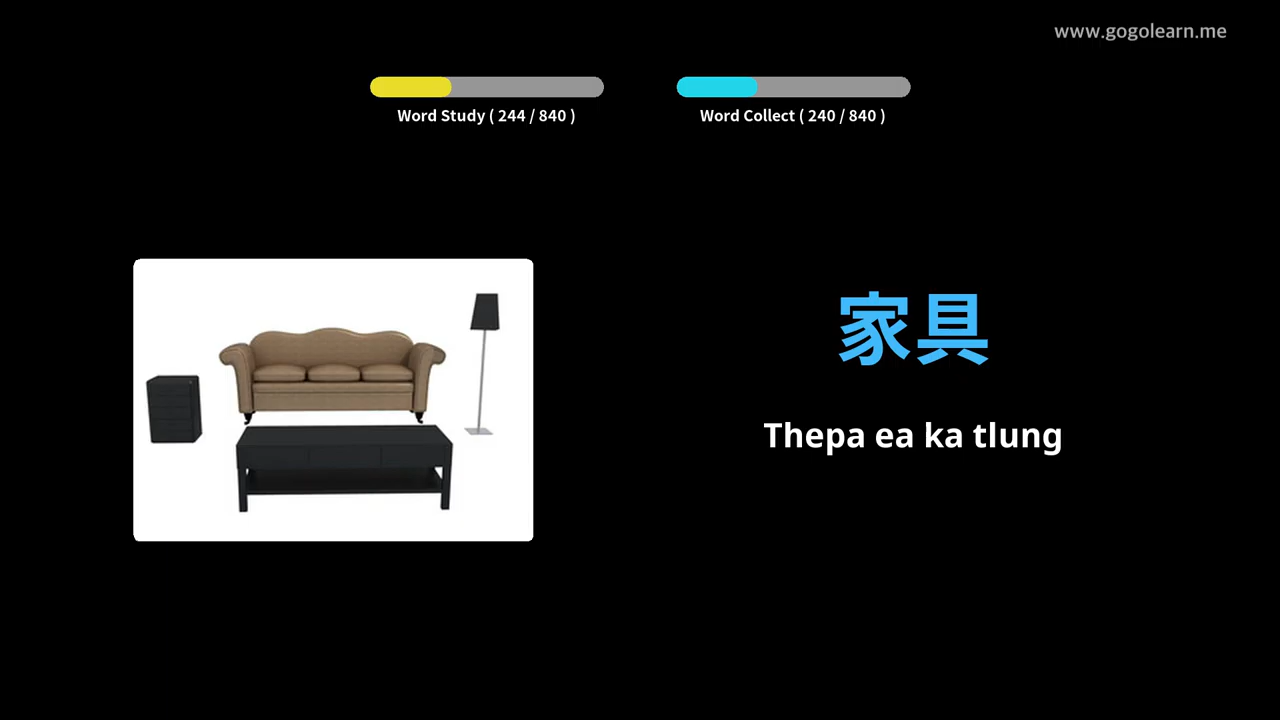 www.gogolearn.me
Word Study ( 244 / 840 )
Word Collect ( 240 / 840 )
家具
Thepa ea ka tlung